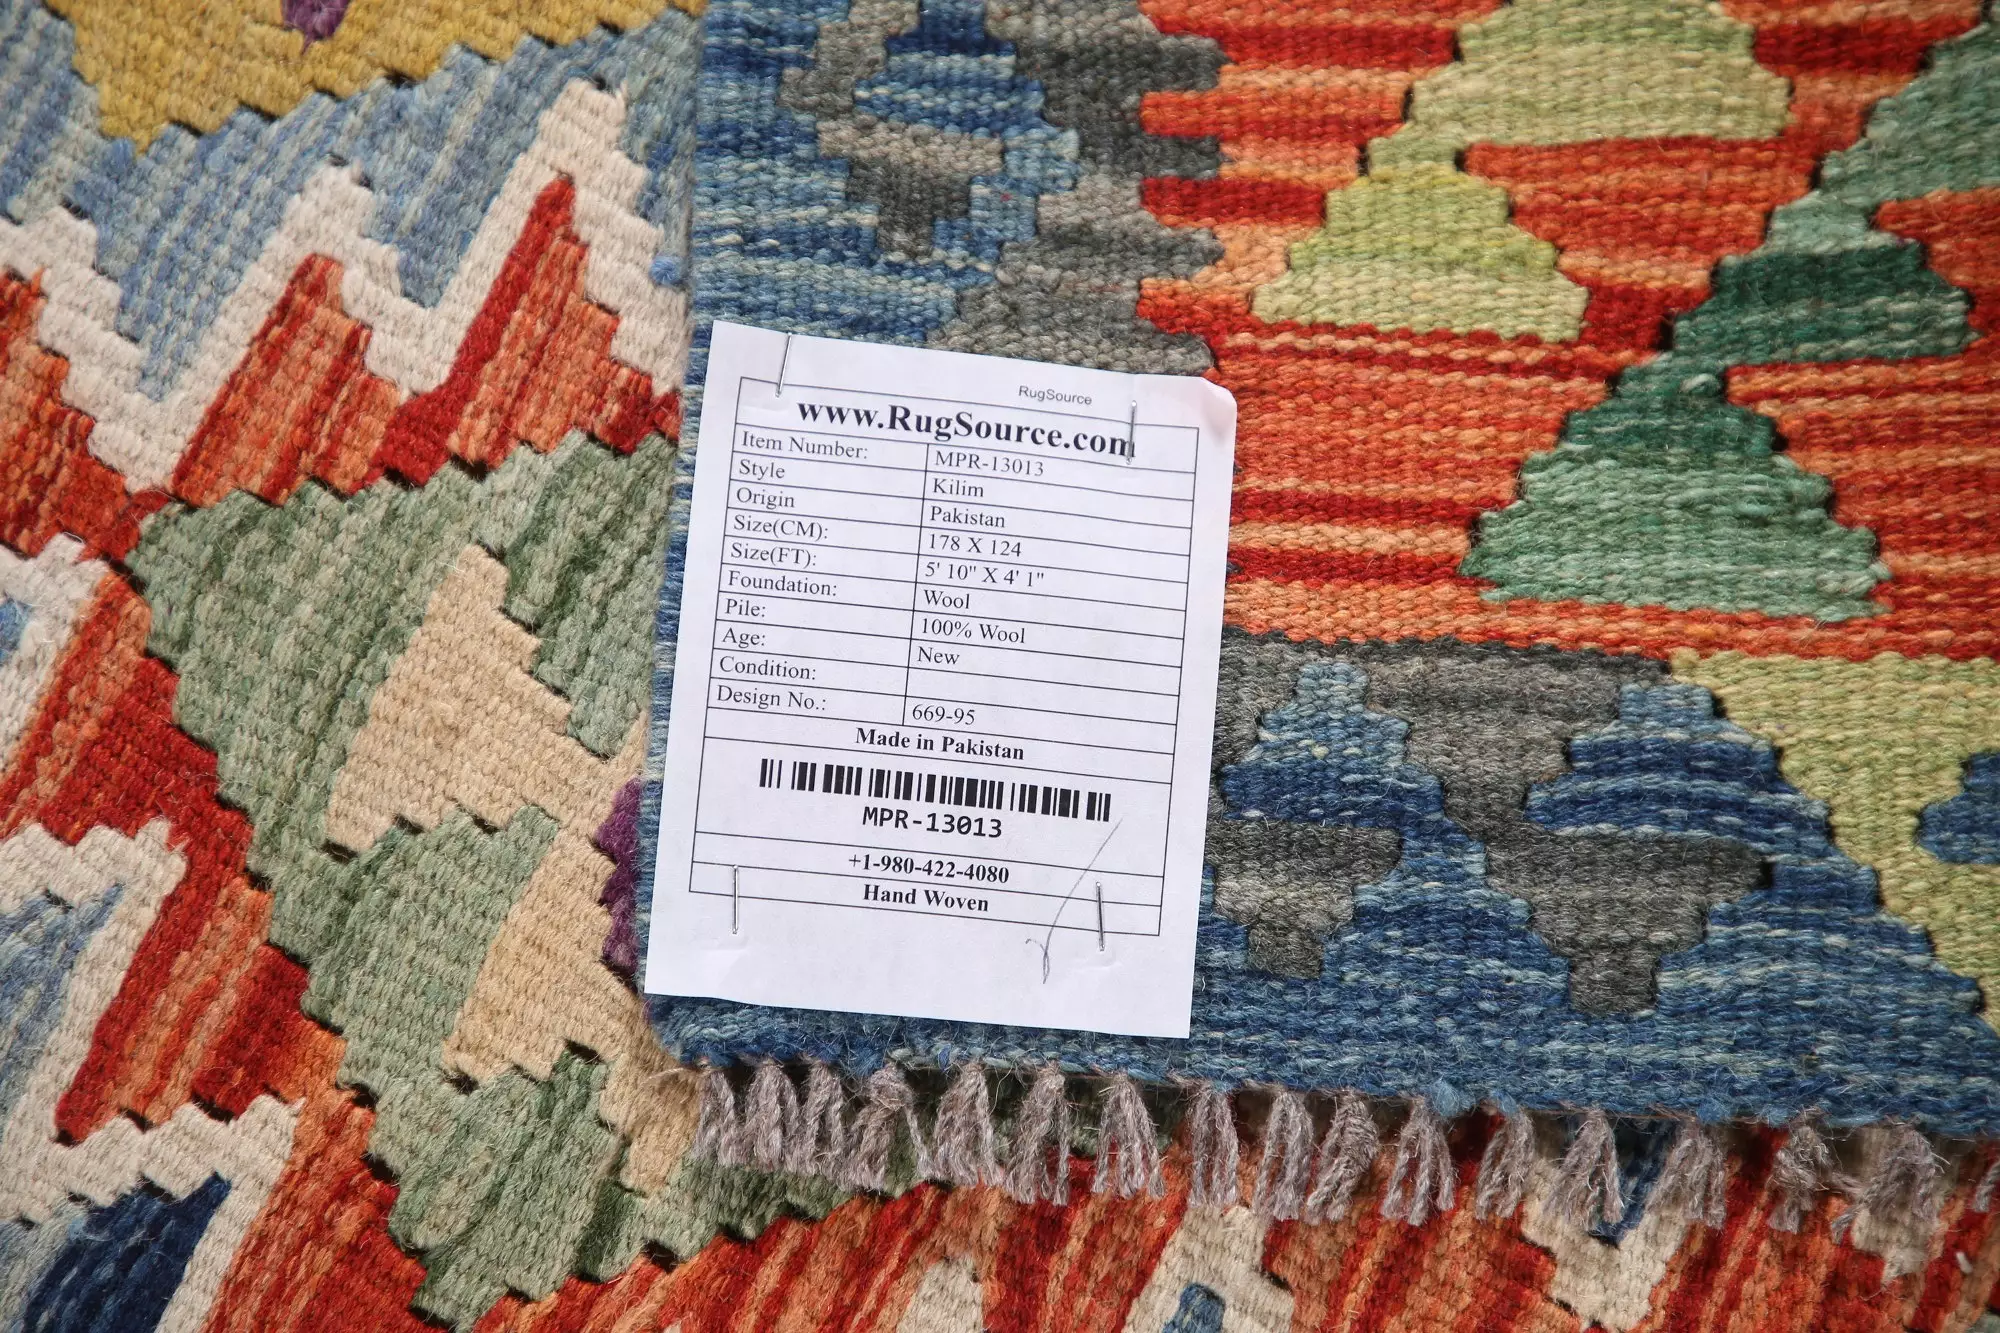 RugSource
www.RugSource.com
Item Number: MPR-13013
Style Kilim
Origin Pakistan
Size(CM): 178 X 124
Size(FT): 5' 10" X 4' 1"
Foundation: Wool
Pile: 100% Wool
Age: New
Condition:
Design No.: 669-95
Made in Pakistan
MPR-13013
+1-980-422-4080
Hand Woven